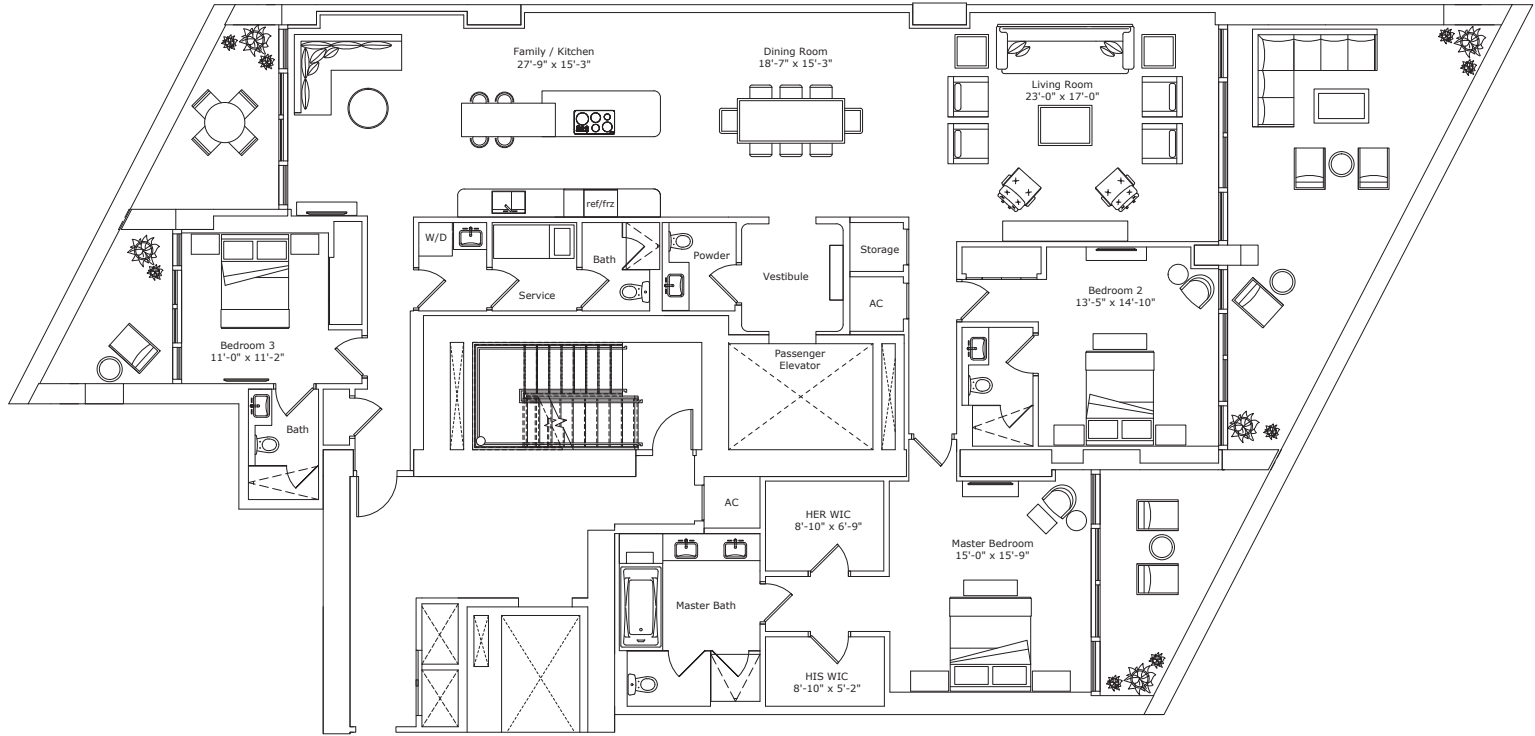 Family / Kitchen
27'-9" x 15'-3"
Dining Room
18'-7" x 15'-3"
Living Room
23'-0" x 17'-0"
ref/frz
W/D
Bath
Powder
Service
Vestibule
Storage
AC
Bedroom 2
13'-5" x 14'-10"
Bedroom 3
11'-0" x 11'-2"
Passenger
Elevator
Bath
AC
HER WIC
8'-10" x 6'-9"
Master Bedroom
15'-0" x 15'-9"
Master Bath
HIS WIC
8'-10" x 5'-2"